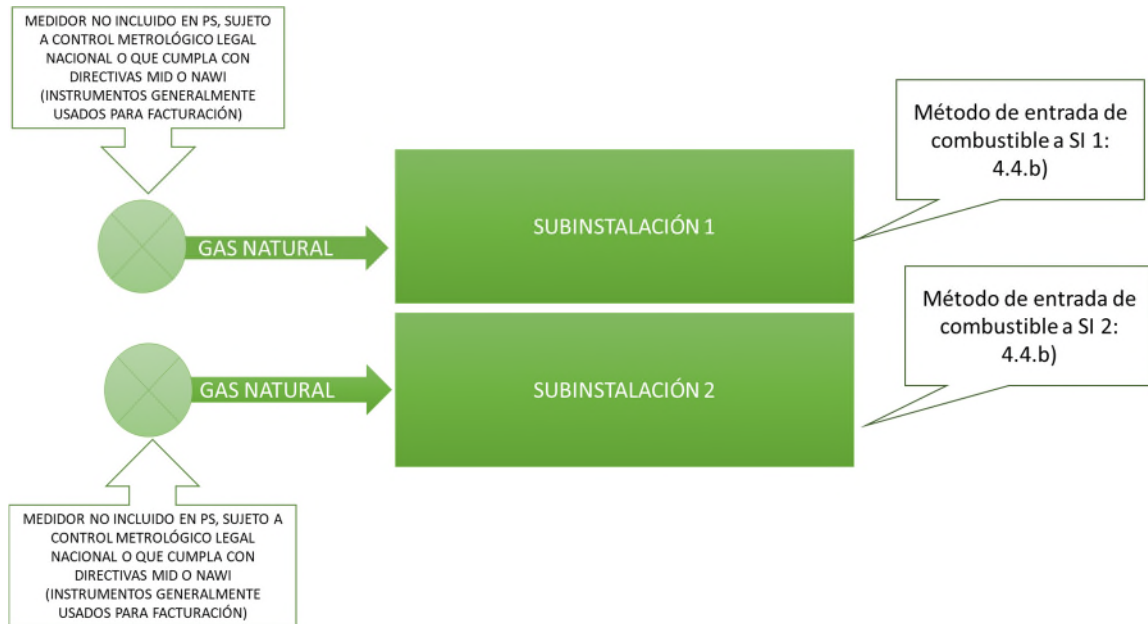 MEDIDOR NO INCLUIDO EN PS, SUJETO
A CONTROL METROLÓGICO LEGAL
NACIONAL O QUE CUMPLA CON
DIRECTIVAS MID O NAWI
(INSTRUMENTOS GENERALMENTE
USADOS PARA FACTURACIÓN)
GAS NATURAL
SUBINSTALACIÓN 1
Método de entrada de
combustible a SI 1:
4.4.b)
GAS NATURAL
SUBINSTALACIÓN 2
Método de entrada de
combustible a SI 2:
4.4.b)
MEDIDOR NO INCLUIDO EN PS, SUJETO A
CONTROL METROLÓGICO LEGAL
NACIONAL O QUE CUMPLA CON
DIRECTIVAS MID O NAWI
(INSTRUMENTOS GENERALMENTE
USADOS PARA FACTURACIÓN)